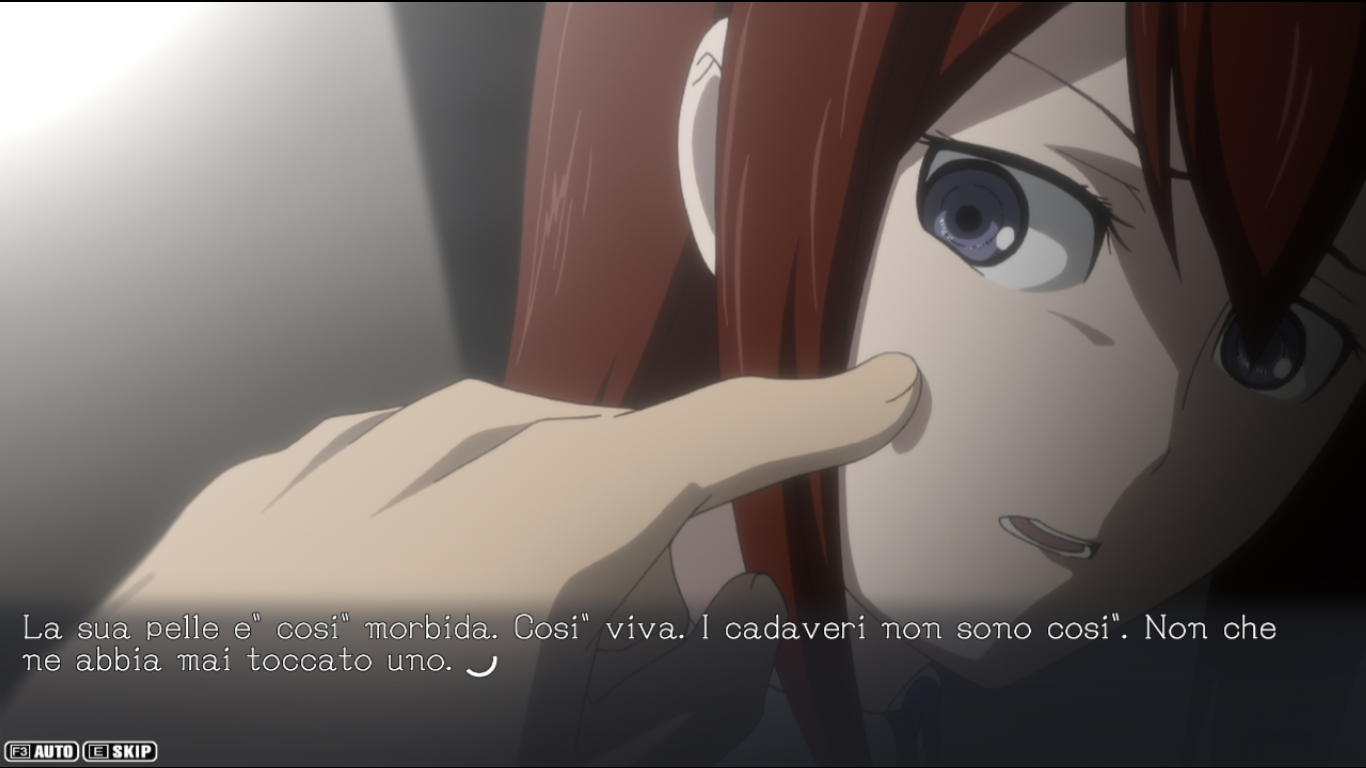 La sua pelle e" cosi" morbida. Cosi" viva. I cadaveri non sono cosi". Non che
ne abbia mai toccato uno.
F3 AUTO E SKIP